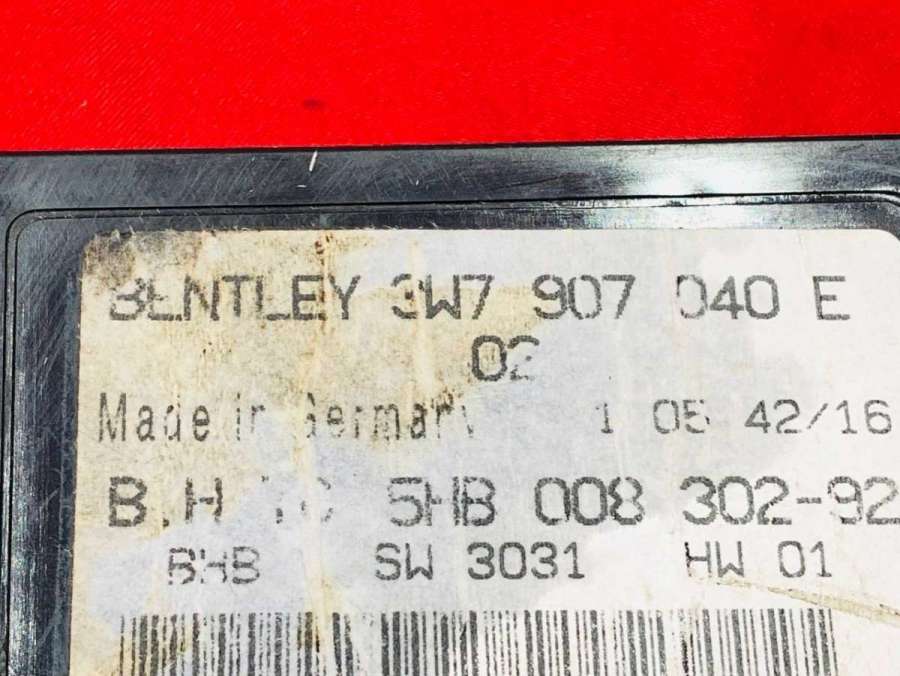 BENTLEY 3W7 907 040 E
02
Made in Germany 1 05 42/16
5HB 008 302-92
SW 3031 HW 01